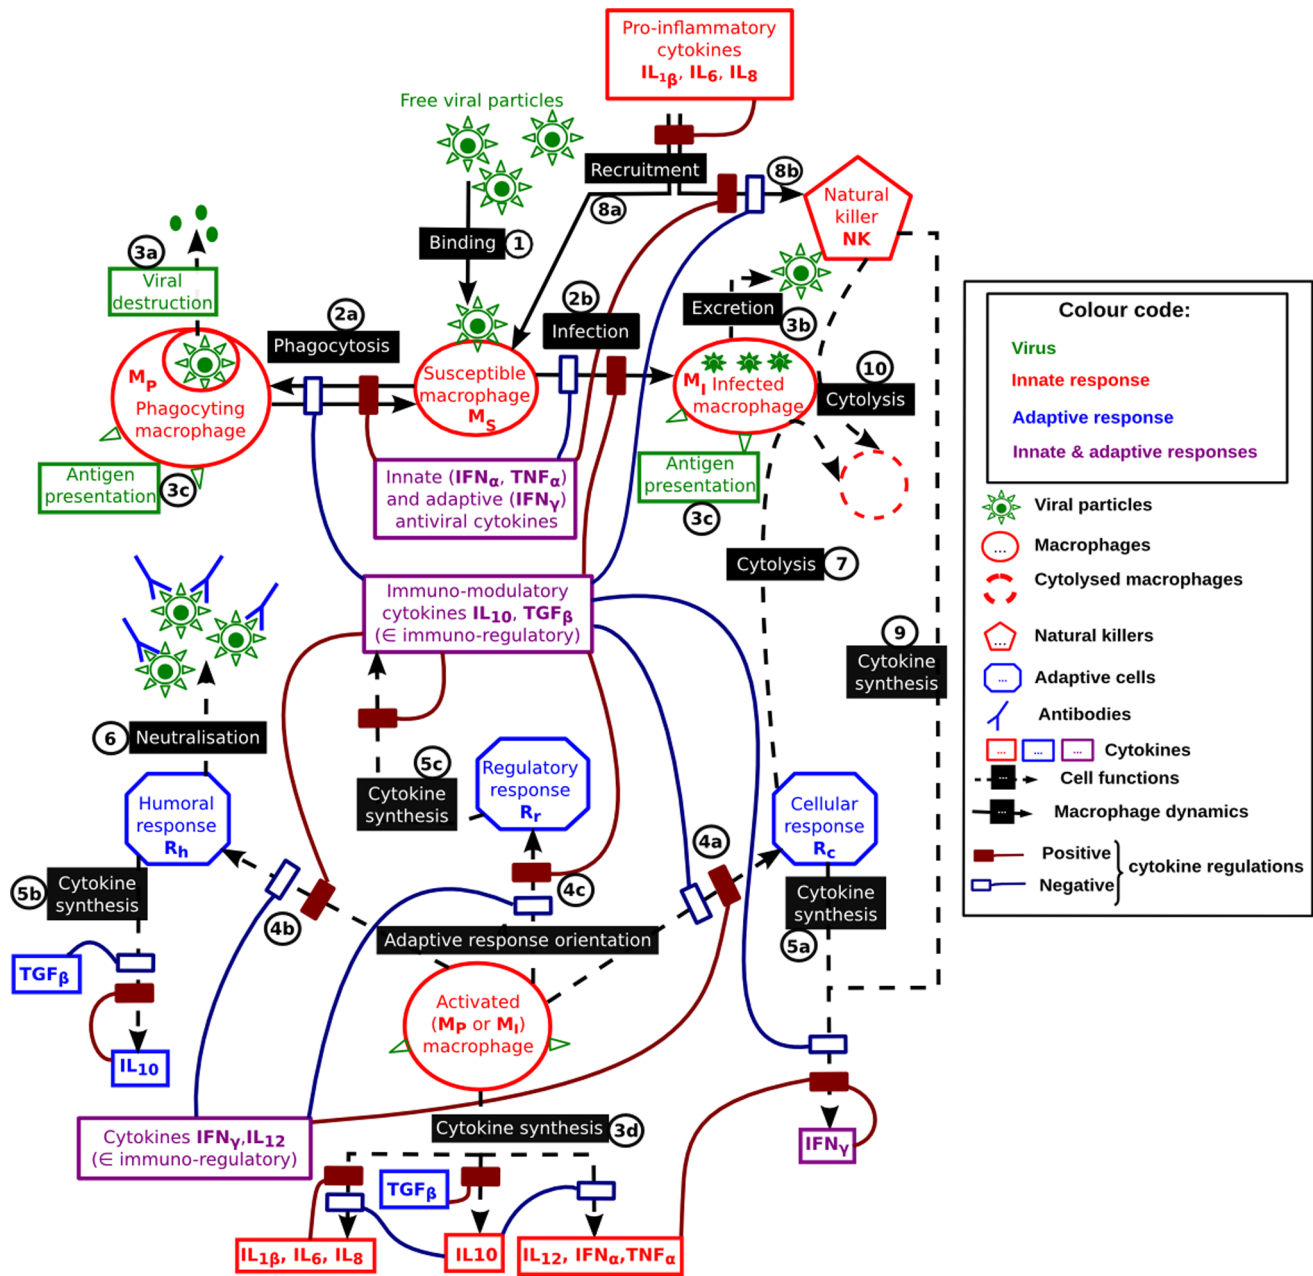 Pro-inflammatory
cytokines
IL1β, IL6, IL8
Free viral particles
Recruitment
8a
8b
Natural
killer
NK
Binding
1
3a
Viral
destruction
2a
Phagocytosis
2b
Infection
Excretion
3b
MP
Phagocyting
macrophage
Susceptible
macrophage
MS
MI Infected
macrophage
10
Cytolysis
Antigen
presentation
3c
Innate (IFNα, TNFα)
and adaptive (IFNγ)
antiviral cytokines
Antigen
presentation
3c
Cytolysis
7
Immuno-modulatory
cytokines IL10, TGFβ
(∈ immuno-regulatory)
9
Cytokine
synthesis
6
Neutralisation
5c
Cytokine
synthesis
Regulatory
response
Rr
Humoral
response
Rh
Cellular
response
Rc
4a
4b
4c
5b
Cytokine
synthesis
Cytokine
synthesis
5a
Adaptive response orientation
TGFβ
IL10
Activated
(MP or MI)
macrophage
Cytokines IFNγ,IL12
(∈ immuno-regulatory)
Cytokine synthesis
3d
IFNγ
TGFβ
IL1β, IL6, IL8
IL10
IL12, IFNα,TNFα
Colour code:
Virus
Innate response
Adaptive response
Innate & adaptive responses
Viral particles
...
Macrophages
Cytolysed macrophages
...
Natural killers
...
Adaptive cells
Antibodies
...
...
...
Cytokines
...
Cell functions
...
Macrophage dynamics
Positive
Negative
cytokine regulations